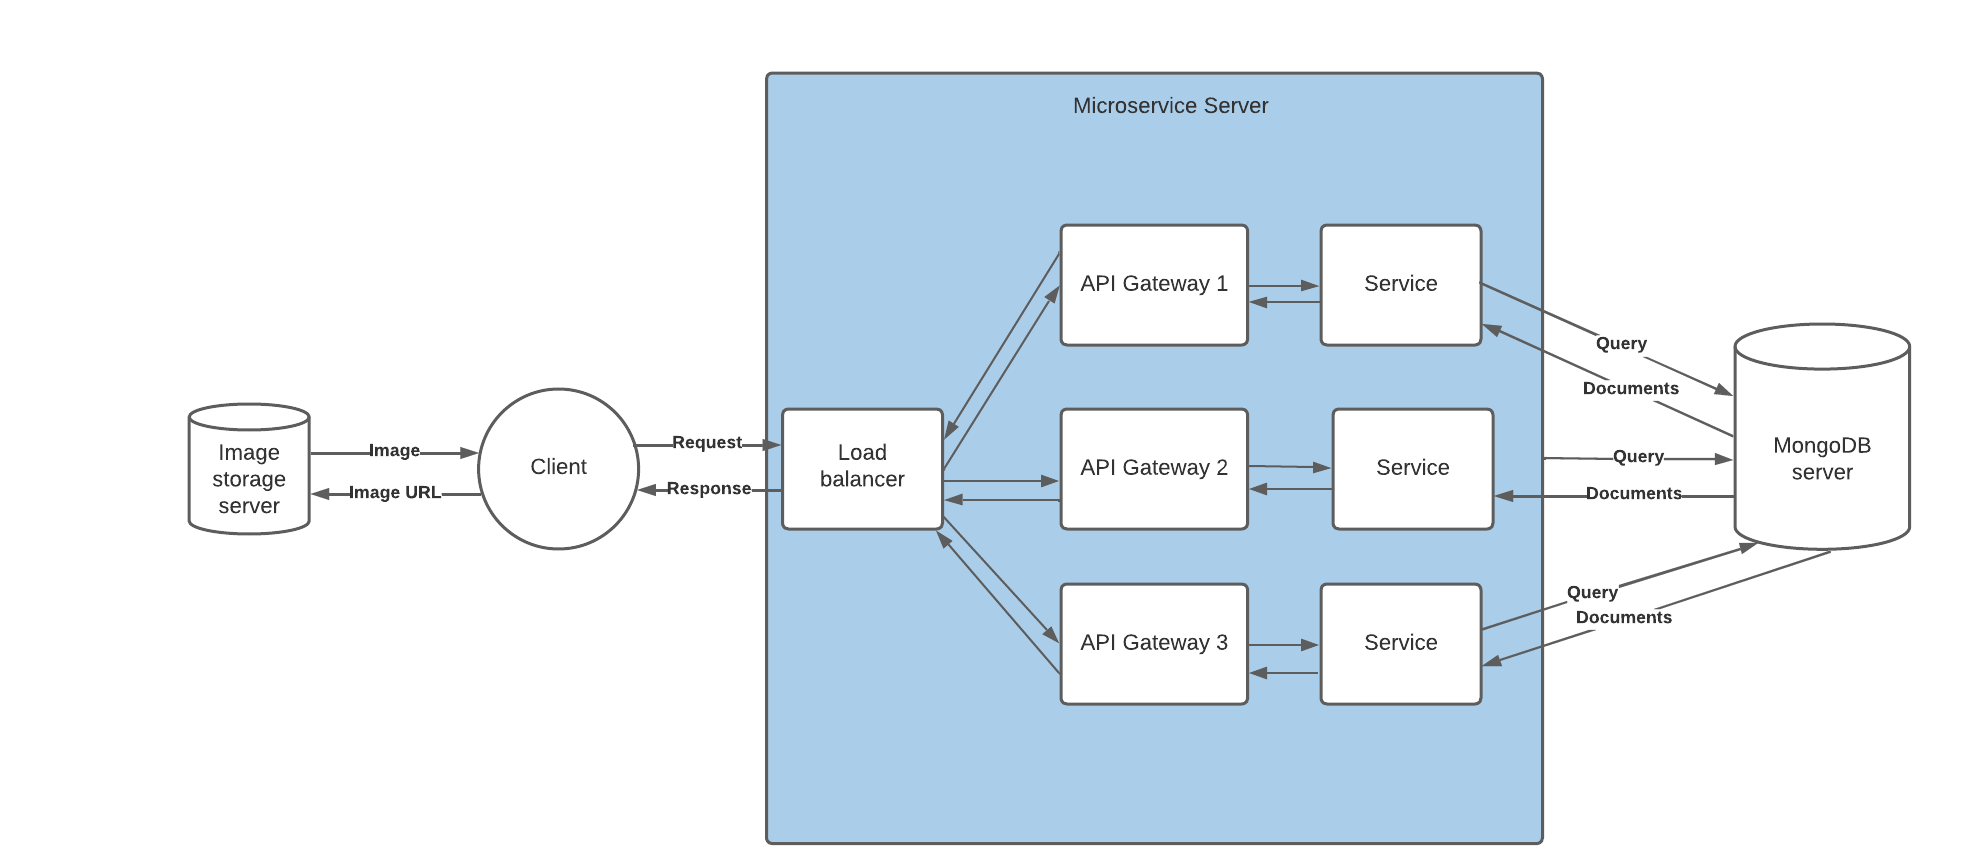 Microservice Server
API Gateway 1
Service
Query
Documents
Image
storage
server
Image
Image URL
Client
Request
Response
Load
balancer
API Gateway 2
Service
Query
Documents
MongoDB
server
API Gateway 3
Service
Query
Documents